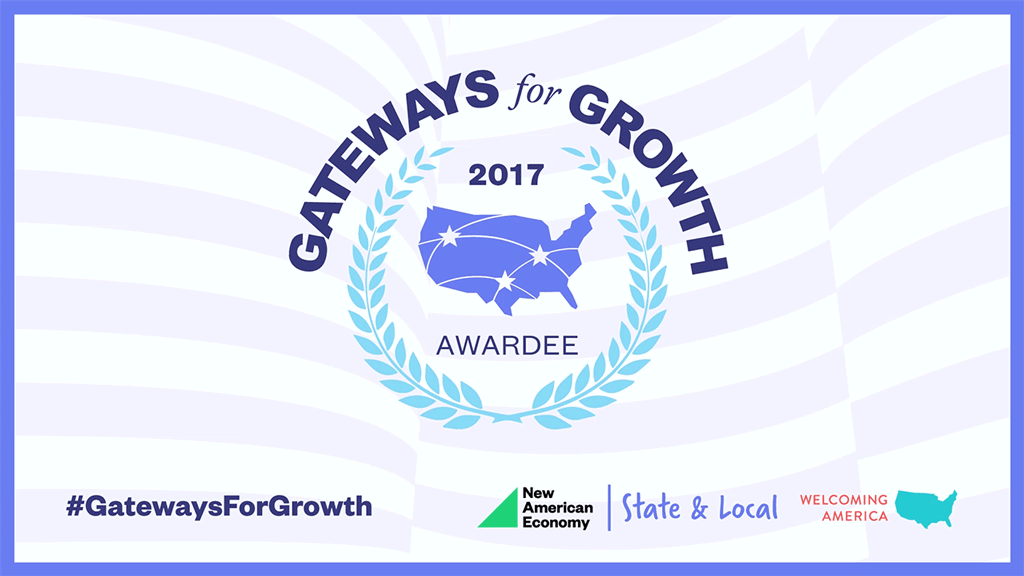 GATEWAYS for GROWTH
2017
AWARDEE
#GatewaysForGrowth
New
American
Economy
State & Local
WELCOMING
AMERICA